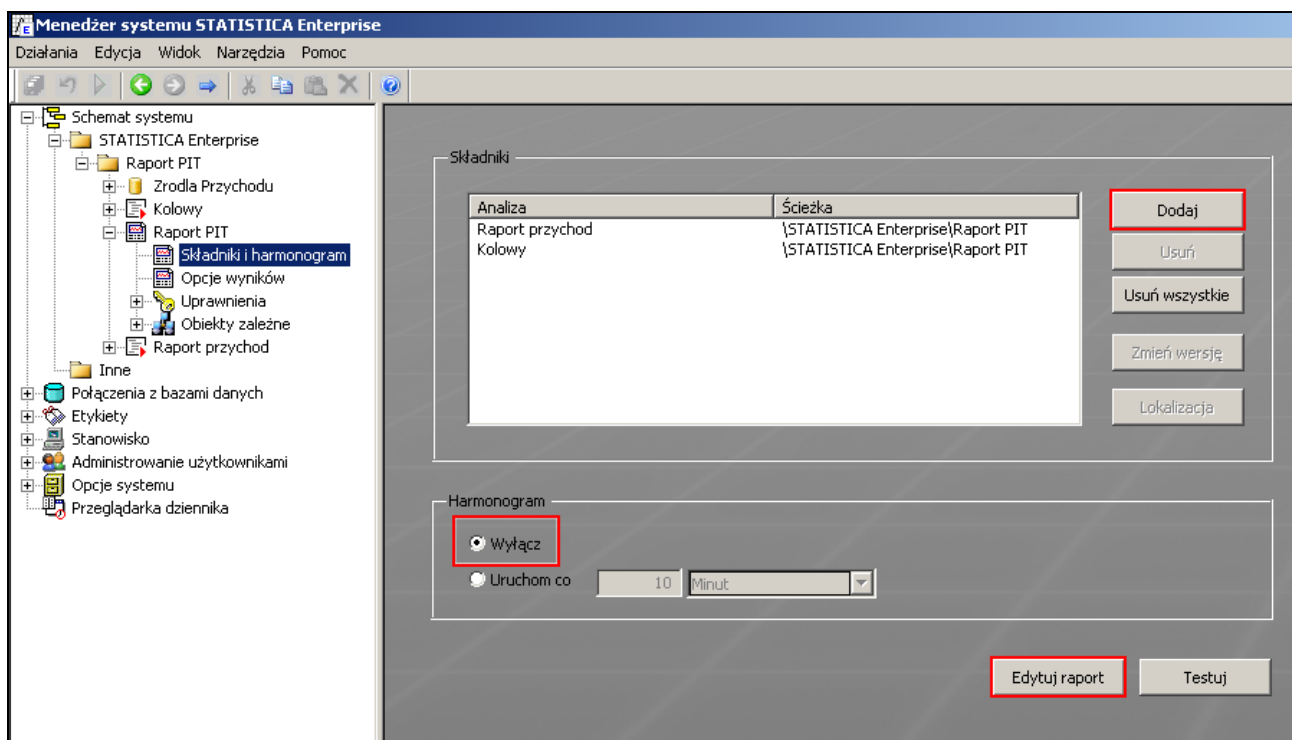 Menedżer systemu STATISTICA Enterprise
Działania Edycja Widok Narzędzia Pomoc
Schemat systemu
STATISTICA Enterprise
Raport PIT
Zrodla Przychodu
Kolowy
Raport PIT
Składniki i harmonogram
Opcje wyników
Uprawnienia
Obiekty zależne
Raport przychod
Inne
Połączenia z bazami danych
Etykiety
Stanowisko
Administrowanie użytkownikami
Opcje systemu
Przeglądarka dziennika
Składniki
Analiza Ścieżka
Raport przychod \STATISTICA Enterprise\Raport PIT
Kolowy \STATISTICA Enterprise\Raport PIT
Dodaj
Usuń
Usuń wszystkie
Zmień wersję
Lokalizacja
Harmonogram
Wyłącz
Uruchom co 10 Minut
Edytuj raport Testuj